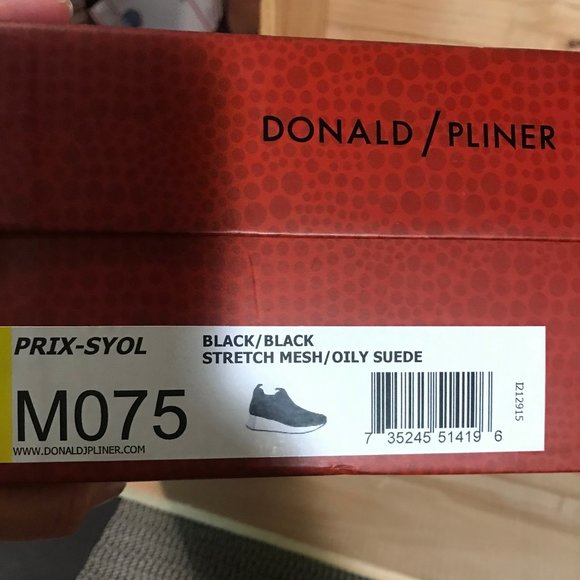 DONALD / PLINER
PRIX-SYOL
BLACK/BLACK
STRETCH MESH/OILY SUEDE
M075
WWW.DONALDJPLINER.COM
7 35245 51419 6
I212915